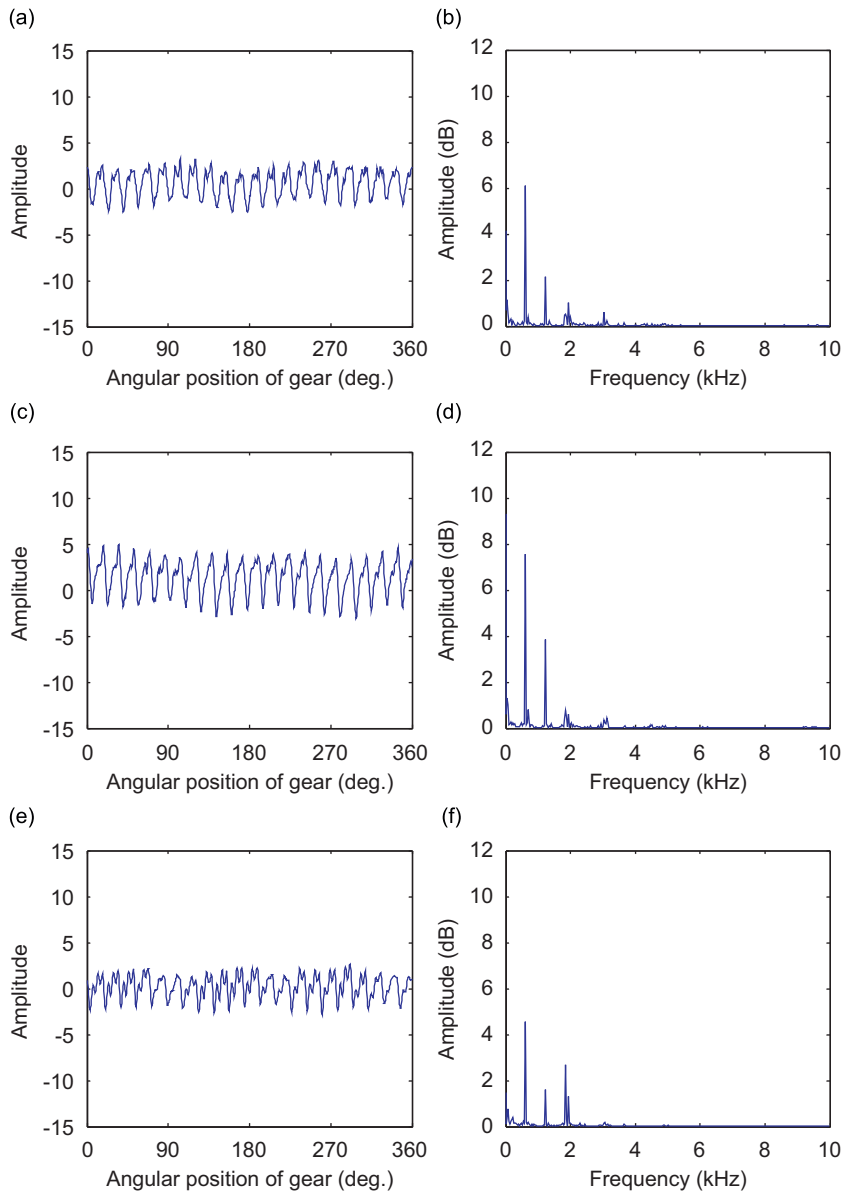 (a)
(b)
15
10
5
0
-5
-10
-15
Amplitude
0 90 180 270 360
Angular position of gear (deg.)
12
10
8
6
4
2
0
Amplitude (dB)
0 2 4 6 8 10
Frequency (kHz)
(c)
(d)
15
10
5
0
-5
-10
-15
Amplitude
0 90 180 270 360
Angular position of gear (deg.)
12
10
8
6
4
2
0
Amplitude (dB)
0 2 4 6 8 10
Frequency (kHz)
(e)
(f)
15
10
5
0
-5
-10
-15
Amplitude
0 90 180 270 360
Angular position of gear (deg.)
12
10
8
6
4
2
0
Amplitude (dB)
0 2 4 6 8 10
Frequency (kHz)